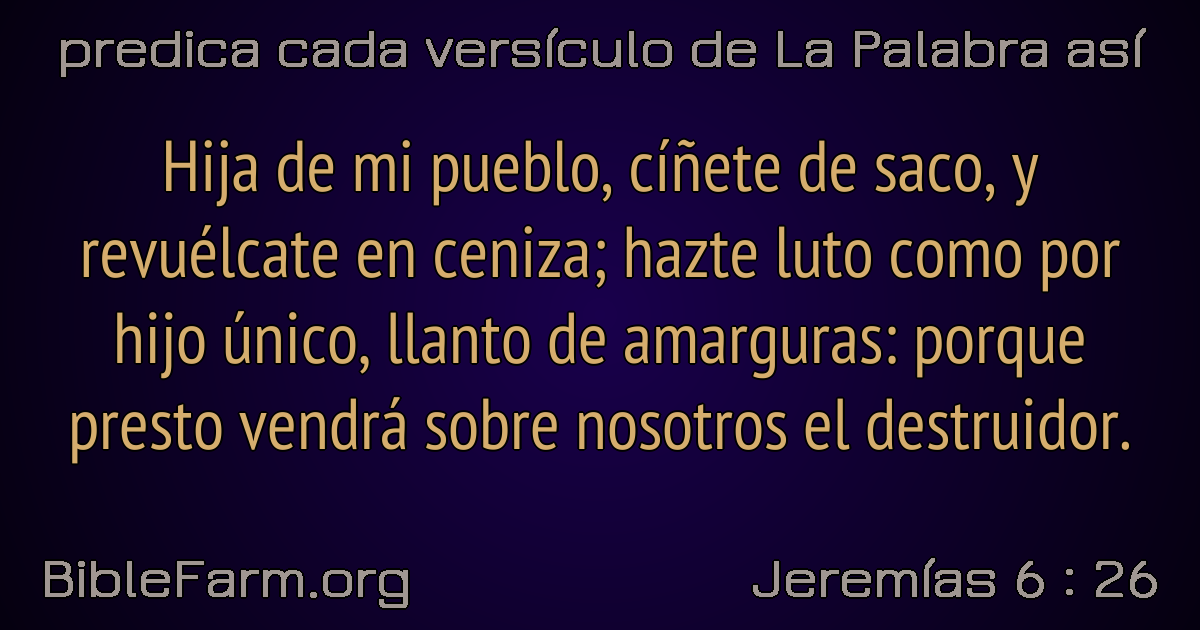 predica cada versículo de La Palabra así
Hija de mi pueblo, cíñete de saco, y
revuélcate en ceniza; hazte luto como por
hijo único, llanto de amarguras: porque
presto vendrá sobre nosotros el destruidor.
BibleFarm.org
Jeremías 6 : 26